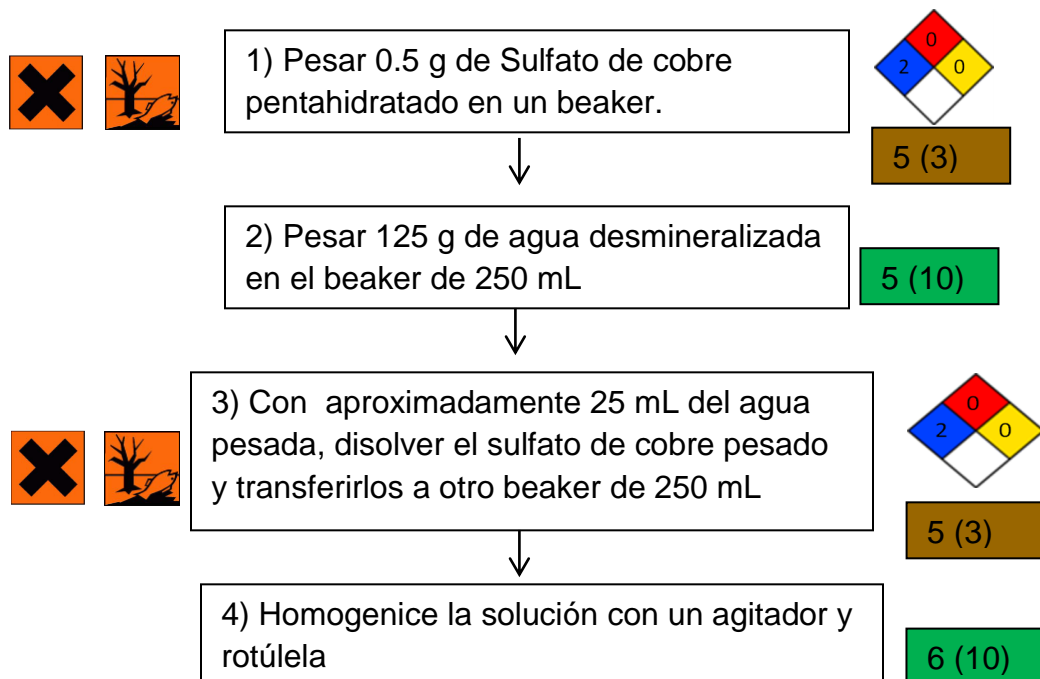 1) Pesar 0.5 g de Sulfato de cobre
pentahidratado en un beaker.
0
2
0
5 (3)
2) Pesar 125 g de agua desmineralizada
en el beaker de 250 mL
5 (10)
3) Con aproximadamente 25 mL del agua
pesada, disolver el sulfato de cobre pesado
y transferirlos a otro beaker de 250 mL
0
2
0
5 (3)
4) Homogenice la solución con un agitador y
rotúlela
6 (10)